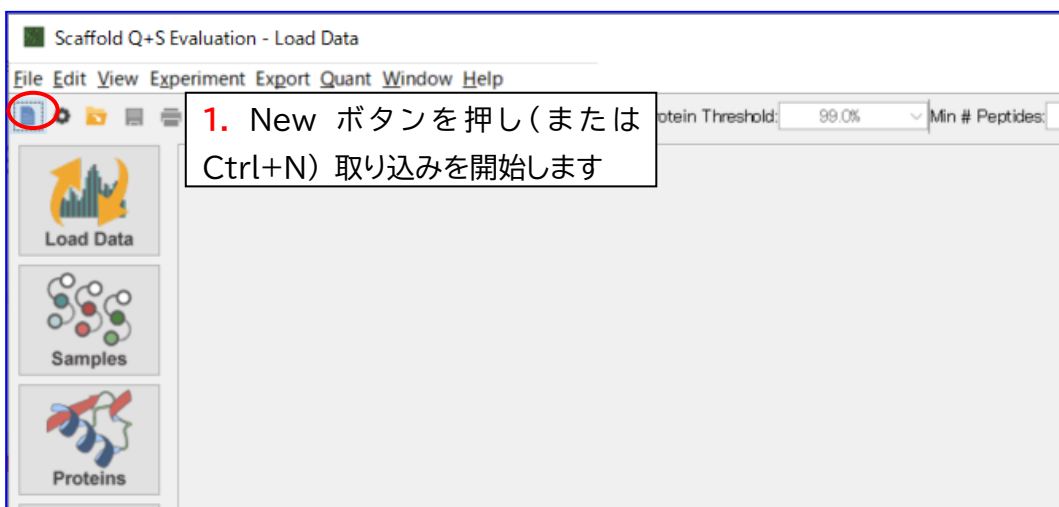 Scaffold Q+S Evaluation - Load Data
File Edit View Experiment Export Quant Window Help
1. New ボタンを押し(または
Ctrl+N) 取り込みを開始します
otein Threshold: 99.0% Min # Peptides:
Load Data
Samples
Proteins